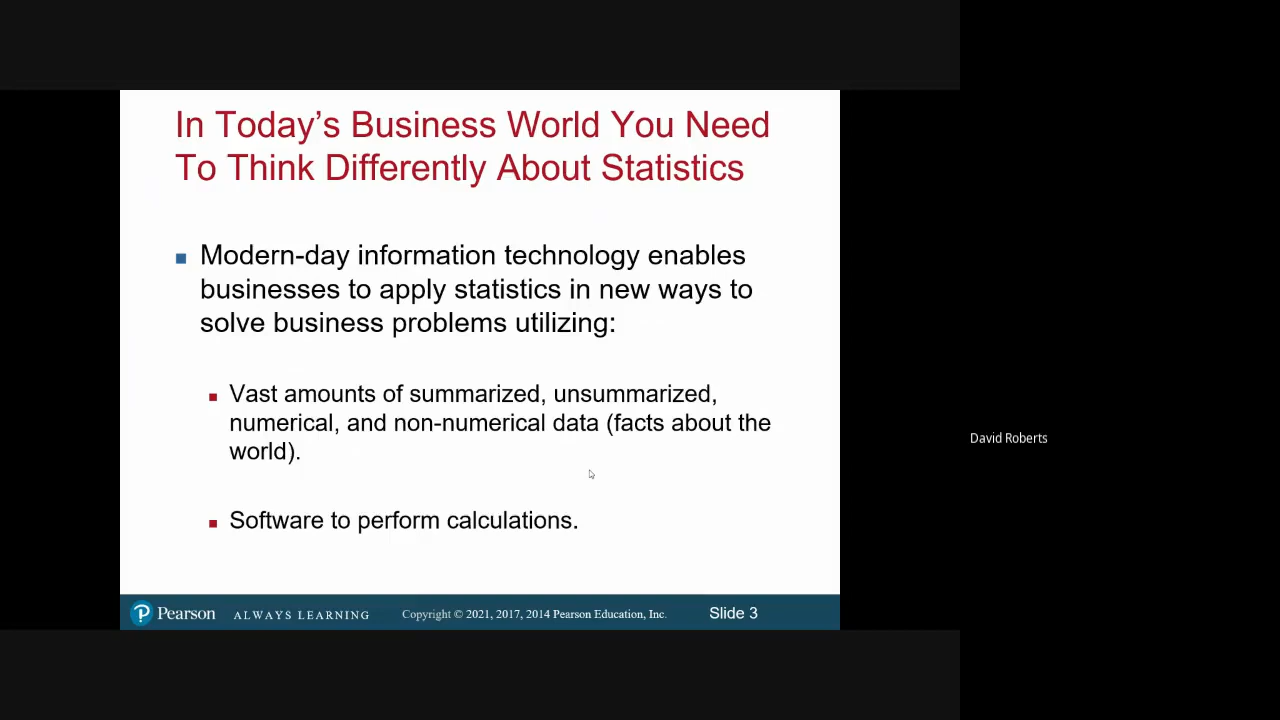 In Today’s Business World You Need
To Think Differently About Statistics
Modern-day information technology enables
businesses to apply statistics in new ways to
solve business problems utilizing:
Vast amounts of summarized, unsummarized,
numerical, and non-numerical data (facts about the
world).
Software to perform calculations.
Pearson ALWAYS LEARNING Copyright © 2021, 2017, 2014 Pearson Education, Inc. Slide 3
David Roberts